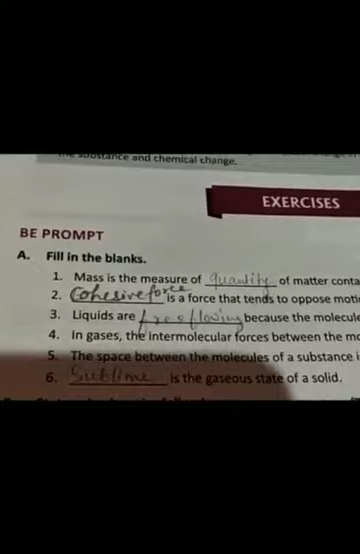 the substance and chemical change.
EXERCISES
BE PROMPT
A. Fill in the blanks.
1. Mass is the measure of quantity of matter conta
2. Cohesive force is a force that tends to oppose moti
3. Liquids are free flowing because the molecule
4. In gases, the intermolecular forces between the mo
5. The space between the molecules of a substance i
6. Sublime is the gaseous state of a solid.